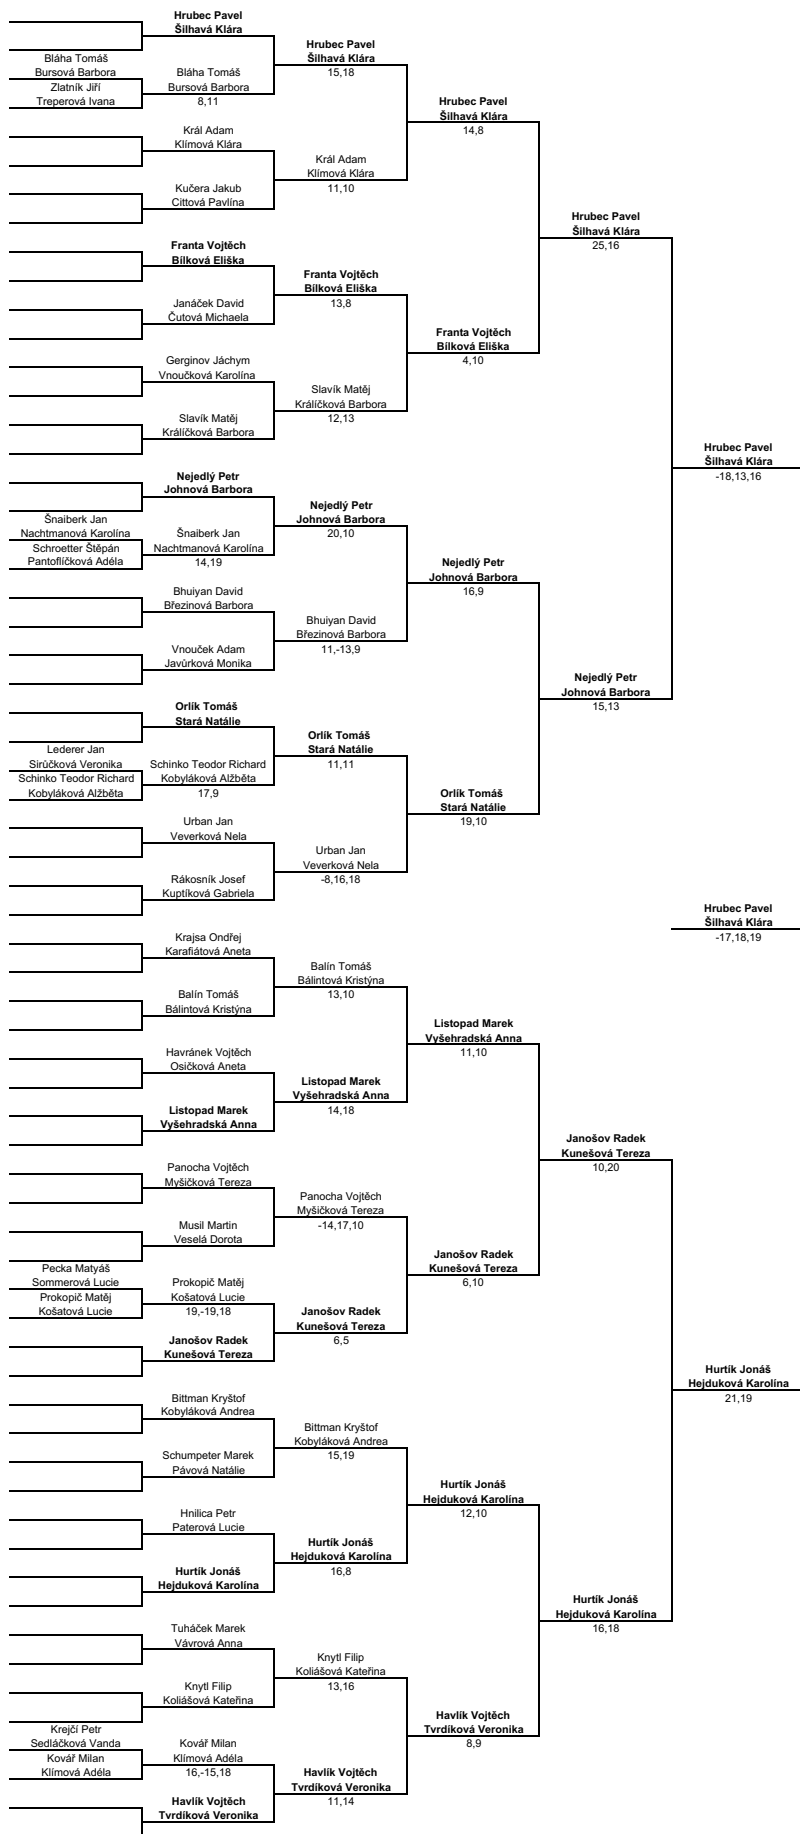 Hrubec Pavel
Šilhavá Klára
Hrubec Pavel
Šilhavá Klára
15,18
Bláha Tomáš
Bursová Barbora
Zlatník Jiří
Treperová Ivana
Bláha Tomáš
Bursová Barbora
8,11
Hrubec Pavel
Šilhavá Klára
14,8
Král Adam
Klímová Klára
Král Adam
Klímová Klára
11,10
Kučera Jakub
Cittová Pavlína
Hrubec Pavel
Šilhavá Klára
25,16
Franta Vojtěch
Bílková Eliška
Franta Vojtěch
Bílková Eliška
13,8
Janáček David
Čutová Michaela
Franta Vojtěch
Bílková Eliška
4,10
Gerginov Jáchym
Vnoučková Karolína
Slavík Matěj
Králíčková Barbora
12,13
Slavík Matěj
Králíčková Barbora
Hrubec Pavel
Šilhavá Klára
-18,13,16
Nejedlý Petr
Johnová Barbora
Nejedlý Petr
Johnová Barbora
20,10
Šnaiberk Jan
Nachtmanová Karolína
Schroetter Štěpán
Pantoflíčková Adéla
Šnaiberk Jan
Nachtmanová Karolína
14,19
Nejedlý Petr
Johnová Barbora
16,9
Bhuiyan David
Březinová Barbora
Bhuiyan David
Březinová Barbora
11,-13,9
Vnouček Adam
Javůrková Monika
Nejedlý Petr
Johnová Barbora
15,13
Orlík Tomáš
Stará Natálie
Orlík Tomáš
Stará Natálie
11,11
Lederer Jan
Sirůčková Veronika
Schinko Teodor Richard
Kobyláková Alžběta
Schinko Teodor Richard
Kobyláková Alžběta
17,9
Orlík Tomáš
Stará Natálie
19,10
Urban Jan
Veverková Nela
Urban Jan
Veverková Nela
-8,16,18
Rákosník Josef
Kuptíková Gabriela
Hrubec Pavel
Šilhavá Klára
-17,18,19
Krajsa Ondřej
Karafiátová Aneta
Balín Tomáš
Bálintová Kristýna
13,10
Balín Tomáš
Bálintová Kristýna
Listopad Marek
Vyšehradská Anna
11,10
Havránek Vojtěch
Osičková Aneta
Listopad Marek
Vyšehradská Anna
14,18
Listopad Marek
Vyšehradská Anna
Janošov Radek
Kunešová Tereza
10,20
Panocha Vojtěch
Myšičková Tereza
Panocha Vojtěch
Myšičková Tereza
-14,17,10
Musil Martin
Veselá Dorota
Janošov Radek
Kunešová Tereza
6,10
Pecka Matyáš
Sommerová Lucie
Prokopič Matěj
Košatová Lucie
Prokopič Matěj
Košatová Lucie
19,-19,18
Janošov Radek
Kunešová Tereza
6,5
Janošov Radek
Kunešová Tereza
Hurtík Jonáš
Hejduková Karolína
21,19
Bittman Kryštof
Kobyláková Andrea
Bittman Kryštof
Kobyláková Andrea
15,19
Schumpeter Marek
Pávová Natálie
Hurtík Jonáš
Hejduková Karolína
12,10
Hnilica Petr
Paterová Lucie
Hurtík Jonáš
Hejduková Karolína
16,8
Hurtík Jonáš
Hejduková Karolína
Hurtík Jonáš
Hejduková Karolína
16,18
Tuháček Marek
Vávrová Anna
Knytl Filip
Koliášová Kateřina
13,16
Knytl Filip
Koliášová Kateřina
Havlík Vojtěch
Tvrdíková Veronika
8,9
Krejčí Petr
Sedláčková Vanda
Kovář Milan
Klímová Adéla
Kovář Milan
Klímová Adéla
16,-15,18
Havlík Vojtěch
Tvrdíková Veronika
11,14
Havlík Vojtěch
Tvrdíková Veronika